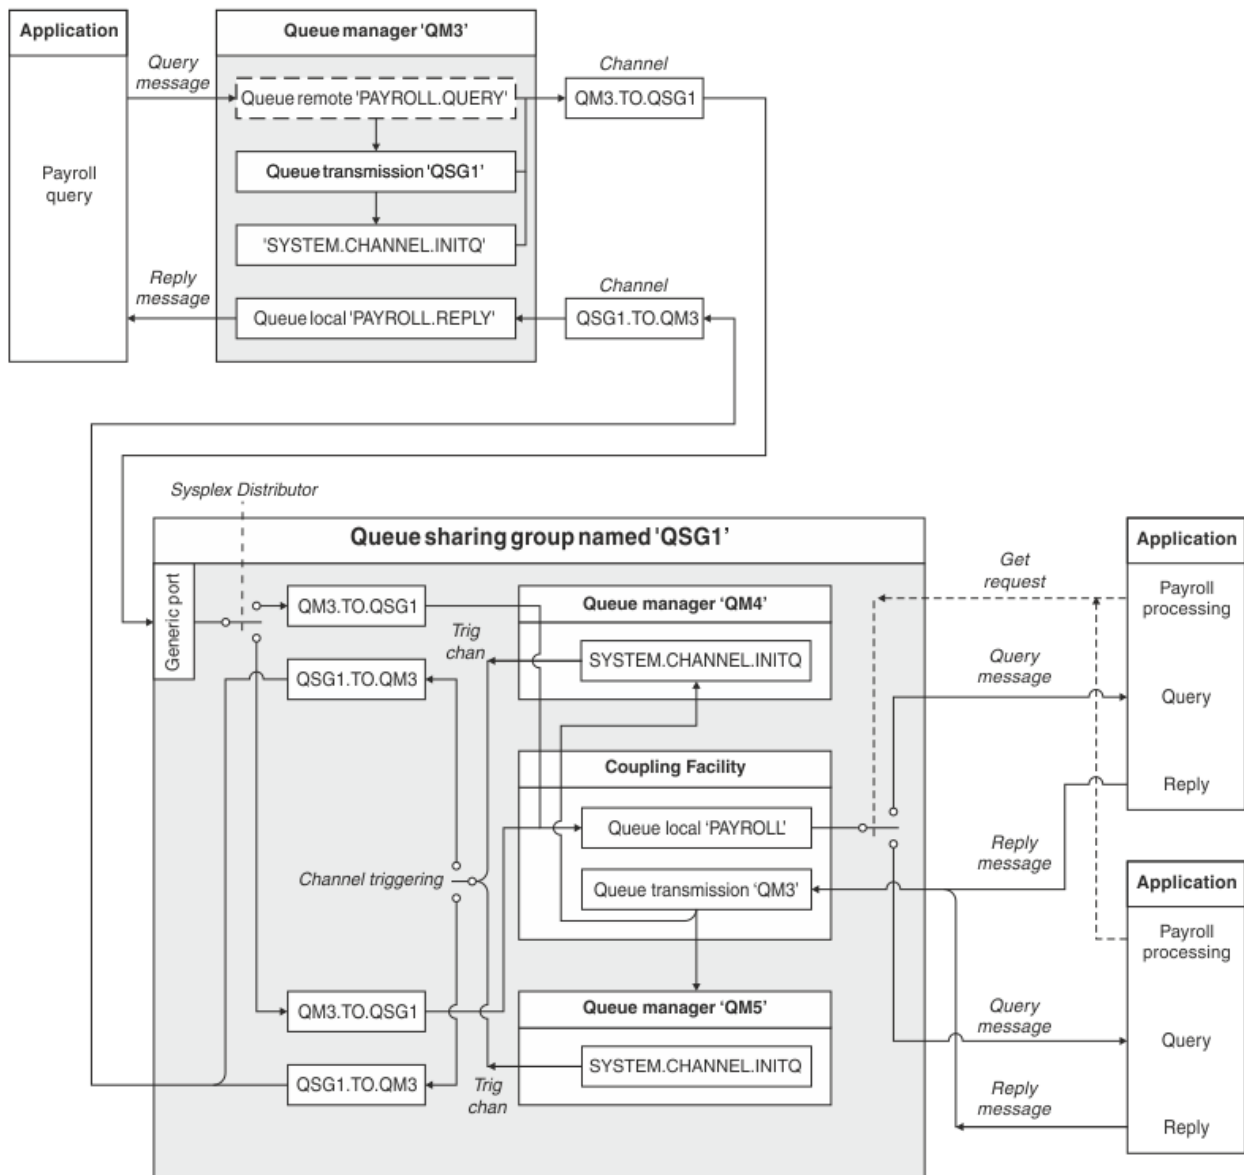 Application
Queue manager 'QM3'
Query
message
Channel
Queue remote 'PAYROLL.QUERY'
QM3.TO.QSG1
Payroll
query
Queue transmission 'QSG1'
'SYSTEM.CHANNEL.INITQ'
Reply
message
Channel
Queue local 'PAYROLL.REPLY'
QSG1.TO.QM3
Sysplex Distributor
Queue sharing group named 'QSG1'
Generic port
QM3.TO.QSG1
QSG1.TO.QM3
Trig
chan
Queue manager ‘QM4’
SYSTEM.CHANNEL.INITQ
Coupling Facility
Queue local ‘PAYROLL’
Queue transmission ‘QM3’
Channel triggering
QM3.TO.QSG1
QSG1.TO.QM3
Trig
chan
Queue manager ‘QM5’
SYSTEM.CHANNEL.INITQ
Get
request
Query
message
Reply
message
Application
Payroll
processing
Query
Reply
Query
message
Reply
message
Application
Payroll
processing
Query
Reply